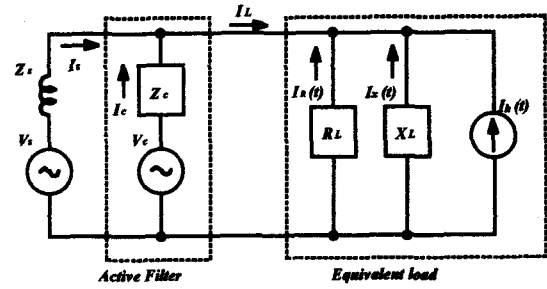 IL
Zs
Is
Ic
Zc
IR(t)
Ix(t)
Ih(t)
Vs
Vc
RL
XL
Active Filter
Equivalent load